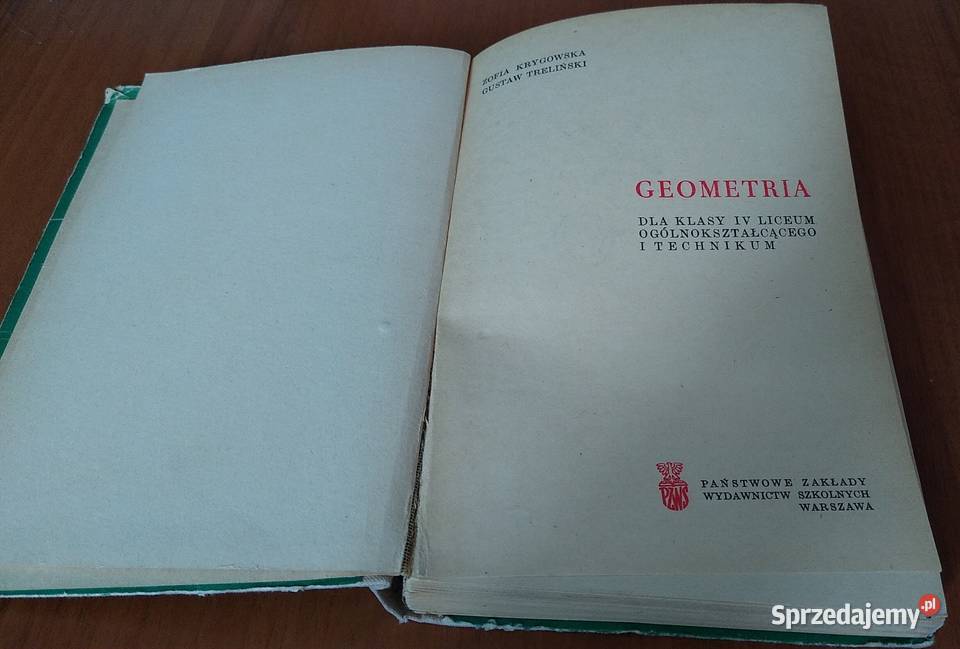 ZOFIA KRYGOWSKA
GUSTAW TRELIŃSKI
GEOMETRIA
DLA KLASY IV LICEUM
OGÓLNOKSZTAŁCĄCEGO
I TECHNIKUM
PZWS
PAŃSTWOWE ZAKŁADY
WYDAWNICTW SZKOLNYCH
WARSZAWA
Sprzedajemy.pl